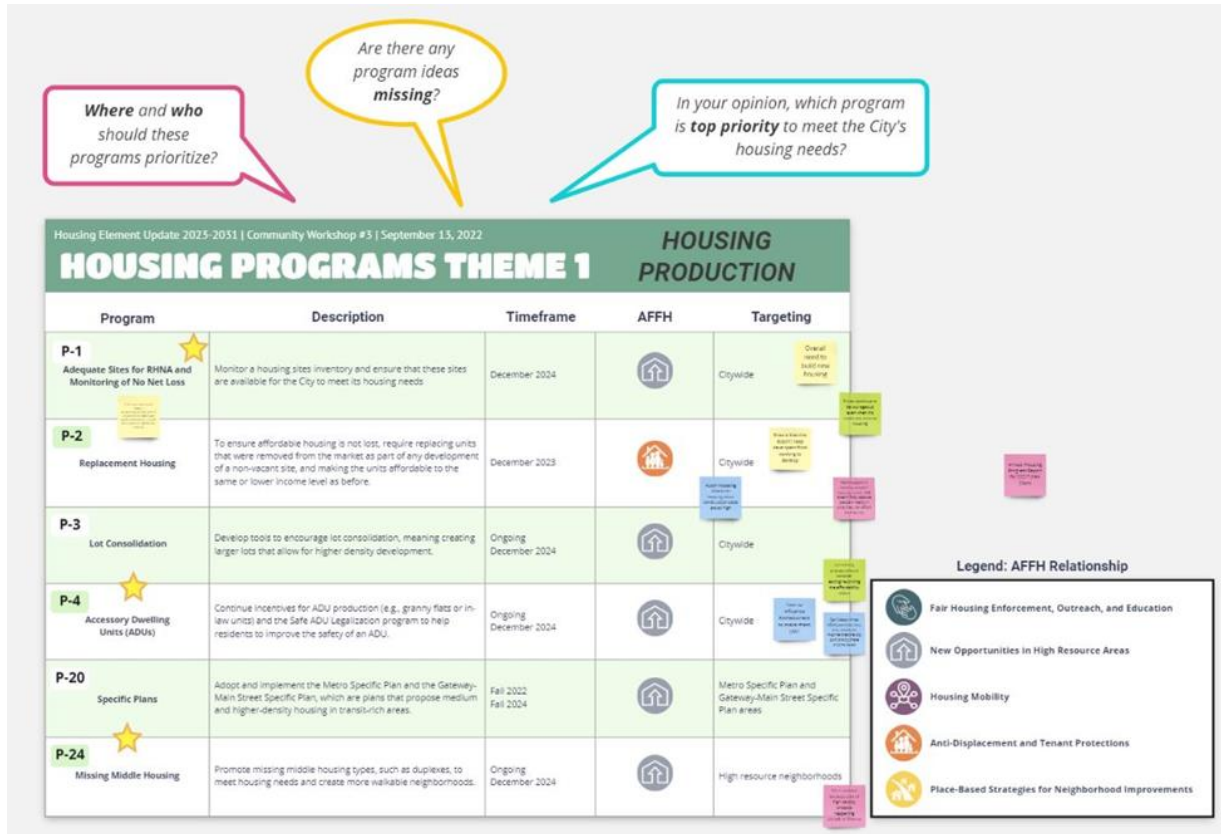 Are there any
program ideas
missing?
Where and who
should these
programs prioritize?
In your opinion, which program
is top priority to meet the City's
housing needs?
Housing Element Update 2023-2031 | Community Workshop #3 | September 13, 2022
HOUSING PROGRAMS THEME 1
HOUSING
PRODUCTION
Program
Description
Timeframe
AFFH
Targeting
P-1
Adequate Sites for RHNA and
Monitoring of No Net Loss
Monitor a housing sites inventory and ensure that these sites
are available for the City to meet its housing needs
December 2024
Citywide
Overall
need to
build new
housing
P-2
Replacement Housing
To ensure affordable housing is not lost, require replacing units
that were removed from the market as part of any development
of a non-vacant site, and making the units affordable to the
same or lower income level as before.
December 2023
Citywide
P-3
Lot Consolidation
Develop tools to encourage lot consolidation, meaning creating
larger lots that allow for higher density development.
Ongoing
December 2024
Citywide
P-4
Accessory Dwelling
Units (ADUs)
Continue incentives for ADU production (e.g., granny flats or in-
law units) and the Safe ADU Legalization program to help
residents to improve the safety of an ADU.
Ongoing
December 2024
Citywide
P-20
Specific Plans
Adopt and implement the Metro Specific Plan and the Gateway-
Main Street Specific Plan, which are plans that propose medium
and higher-density housing in transit-rich areas.
Fall 2022
Fall 2024
Metro Specific Plan and
Gateway-Main Street Specific
Plan areas
P-24
Missing Middle Housing
Promote missing middle housing types, such as duplexes, to
meet housing needs and create more walkable neighborhoods.
Ongoing
December 2024
High resource neighborhoods
Legend: AFFH Relationship
Fair Housing Enforcement, Outreach, and Education
New Opportunities in High Resource Areas
Housing Mobility
Anti-Displacement and Tenant Protections
Place-Based Strategies for Neighborhood Improvements